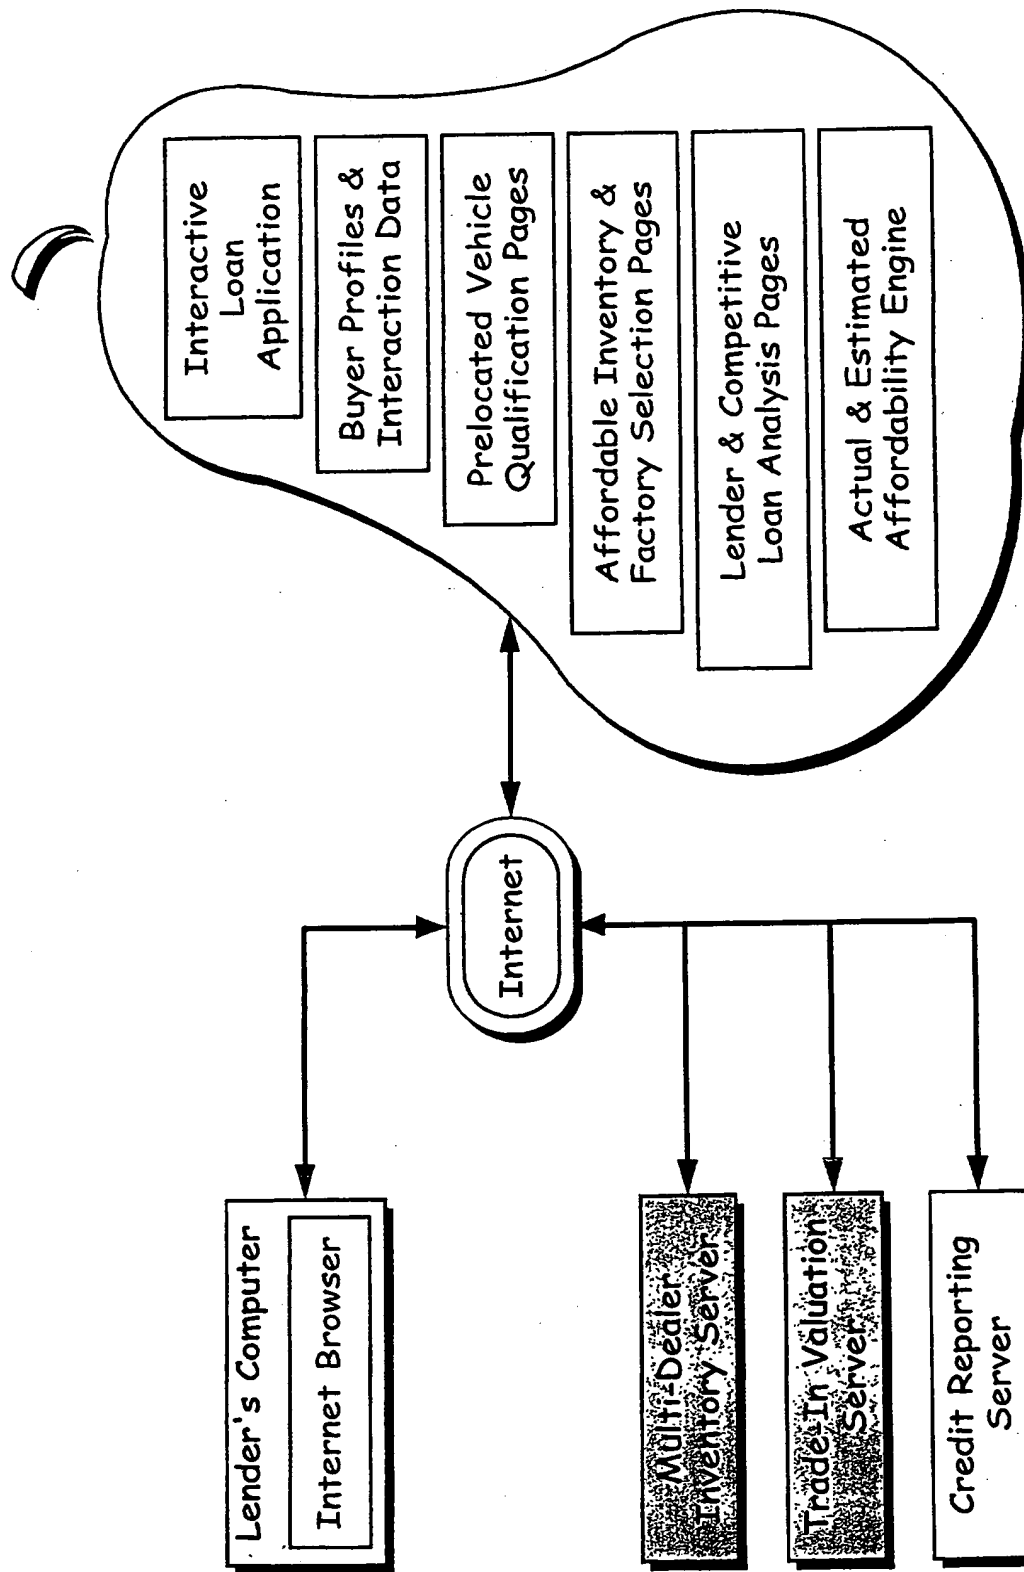 Lender's Computer
Internet Browser
Multi-Dealer
Inventory Server
Trade-In Valuation
Server
Credit Reporting
Server
Internet
Interactive
Loan
Application
Buyer Profiles &
Interaction Data
Prelocated Vehicle
Qualification Pages
Affordable Inventory &
Factory Selection Pages
Lender & Competitive
Loan Analysis Pages
Actual & Estimated
Affordability Engine